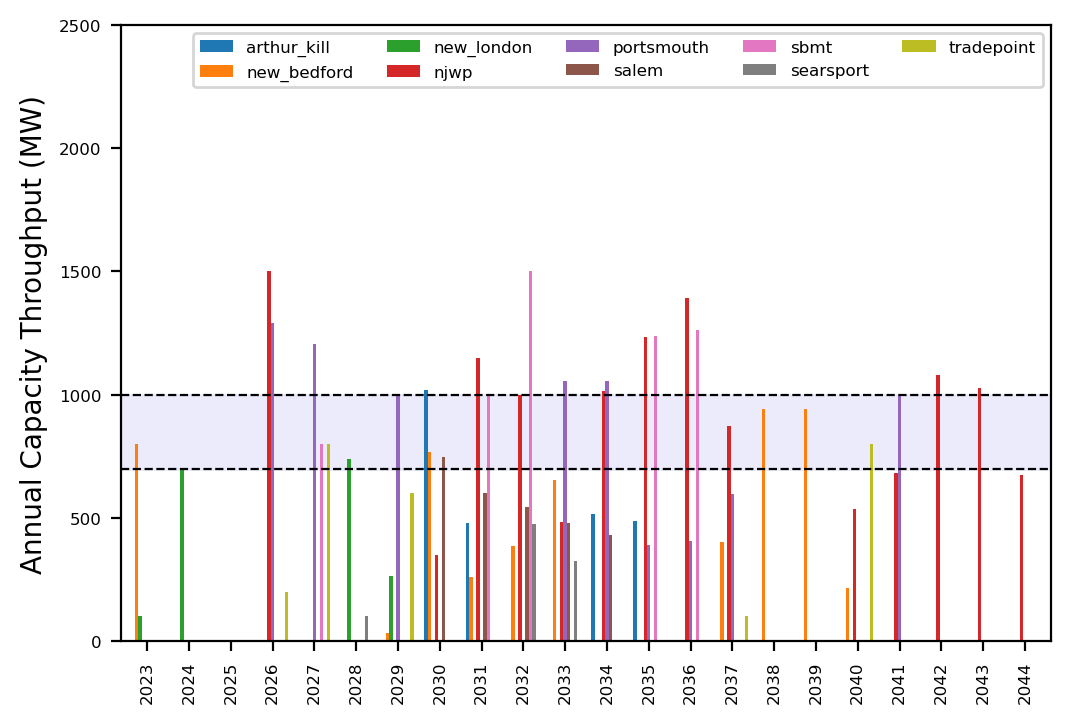 2500
2000
1500
1000
500
0
Annual Capacity Throughput (MW)
arthur_kill new_london portsmouth sbmt tradepoint
new_bedford njwp salem searsport
2023 2024 2025 2026 2027 2028 2029 2030 2031 2032 2033 2034 2035 2036 2037 2038 2039 2040 2041 2042 2043 2044